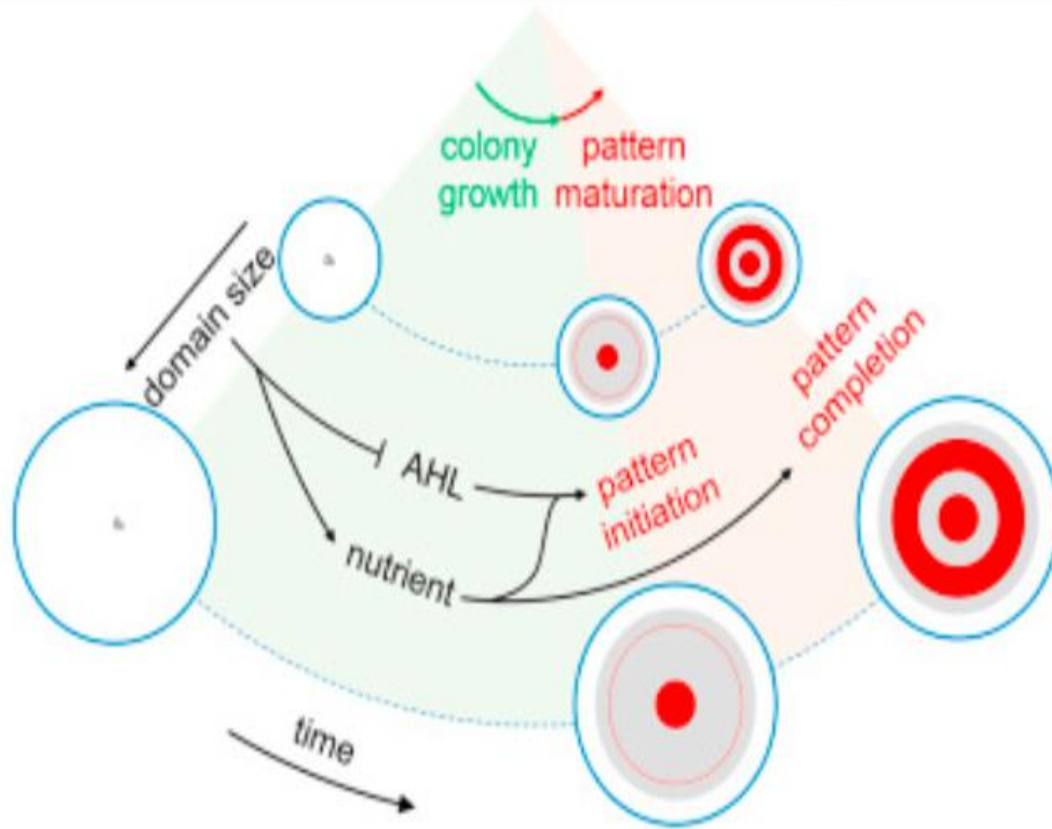 colony
growth
pattern
maturation
domain size
pattern
completion
AHL
pattern
initiation
nutrient
time